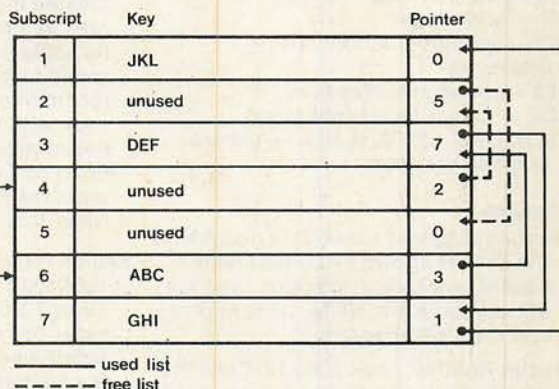 Subscript Key Pointer
1 JKL 0
2 unused 5
3 DEF 7
4 unused 2
5 unused 0
6 ABC 3
7 GHI 1
used list
free list